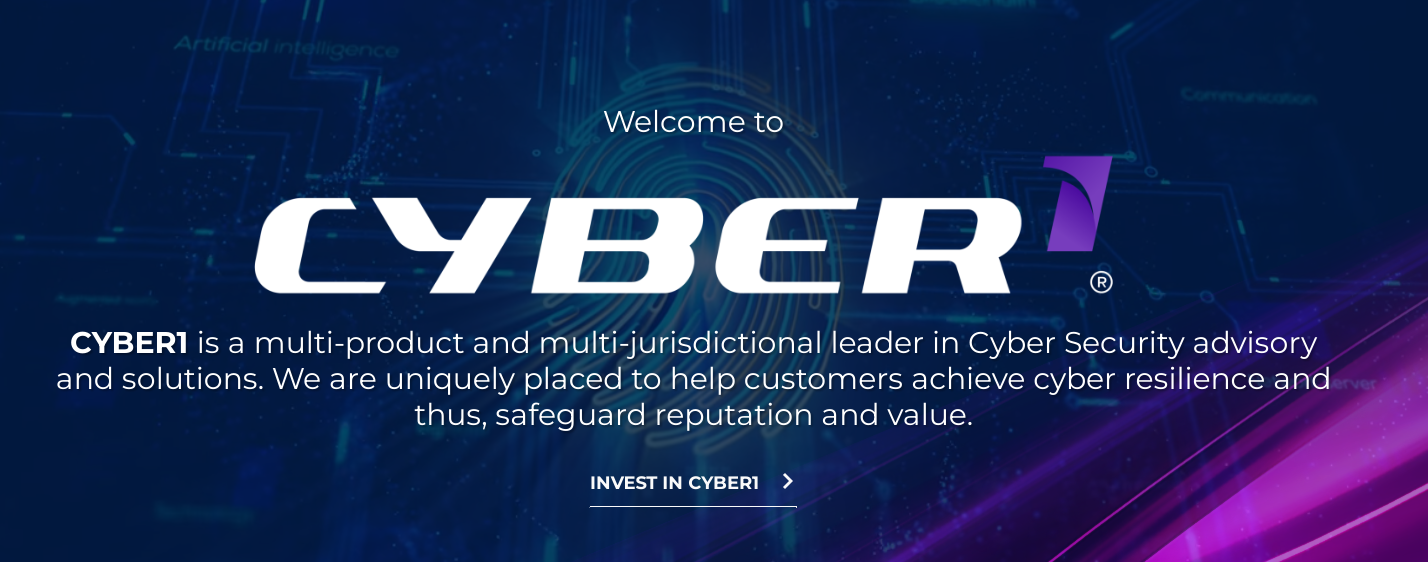 Artificial intelligence
Communication
Welcome to
CYBER1
®
CYBER1 is a multi-product and multi-jurisdictional leader in Cyber Security advisory
and solutions. We are uniquely placed to help customers achieve cyber resilience and
thus, safeguard reputation and value.
INVEST IN CYBER1
Technology